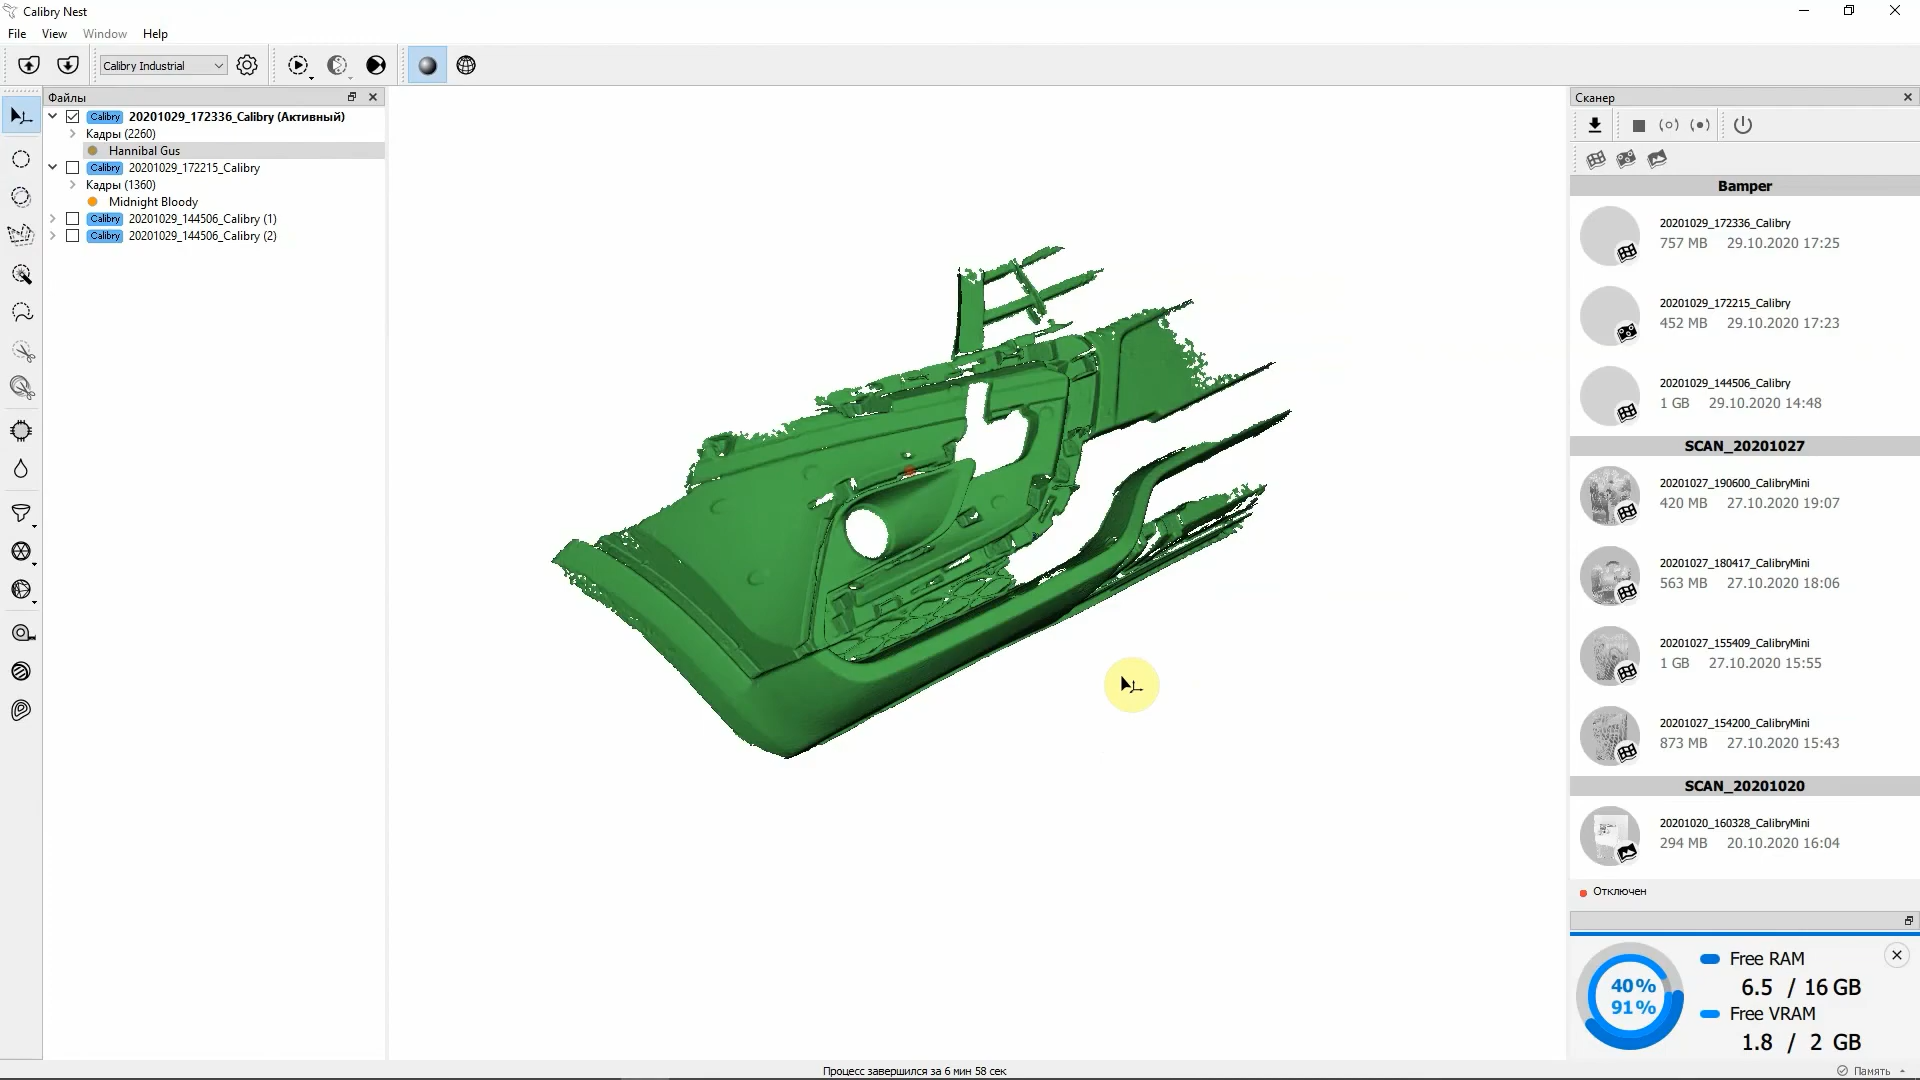 Calibry Nest
File View Window Help
Calibry Industrial
Файлы
Calibry 20201029_172336_Calibry (Активный)
Кадры (2260)
Hannibal Gus
Calibry 20201029_172215_Calibry
Кадры (1360)
Midnight Bloody
Calibry 20201029_144506_Calibry (1)
Calibry 20201029_144506_Calibry (2)
Сканер
Bamper
20201029_172336_Calibry
757 MB 29.10.2020 17:25
20201029_172215_Calibry
452 MB 29.10.2020 17:23
20201029_144506_Calibry
1 GB 29.10.2020 14:48
SCAN_20201027
20201027_190600_CalibryMini
420 MB 27.10.2020 19:07
20201027_180417_CalibryMini
563 MB 27.10.2020 18:06
20201027_155409_CalibryMini
1 GB 27.10.2020 15:55
20201027_154200_CalibryMini
873 MB 27.10.2020 15:43
SCAN_20201020
20201020_160328_CalibryMini
294 MB 20.10.2020 16:04
Отключен
40%
91%
Free RAM
6.5 / 16 GB
Free VRAM
1.8 / 2 GB
Процесс завершился за 6 мин 58 сек
Память